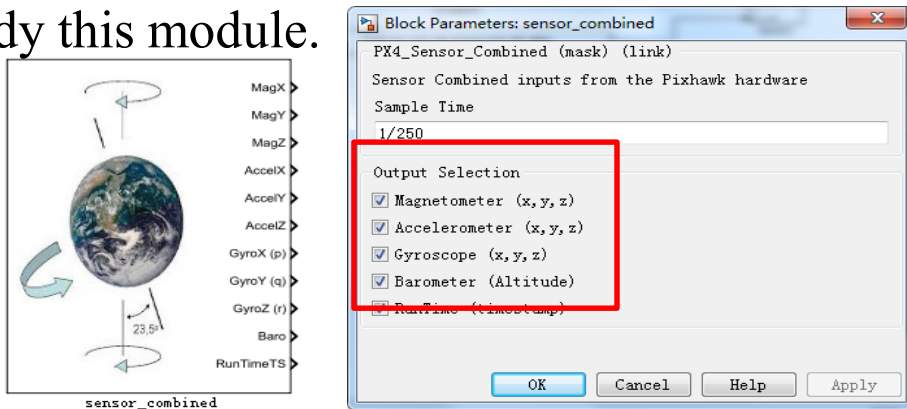 dy this module.
MagX
MagY
MagZ
AccelX
AccelY
AccelZ
GyroX (p)
GyroY (q)
GyroZ (r)
Baro
RunTimeTS
23,5º
sensor_combined
Block Parameters: sensor_combined
PX4_Sensor_Combined (mask) (link)
Sensor Combined inputs from the Pixhawk hardware
Sample Time
1/250
Output Selection
Magnetometer (x,y,z)
Accelerometer (x,y,z)
Gyroscope (x,y,z)
Barometer (Altitude)
RunTime (timestamp)
OK Cancel Help Apply